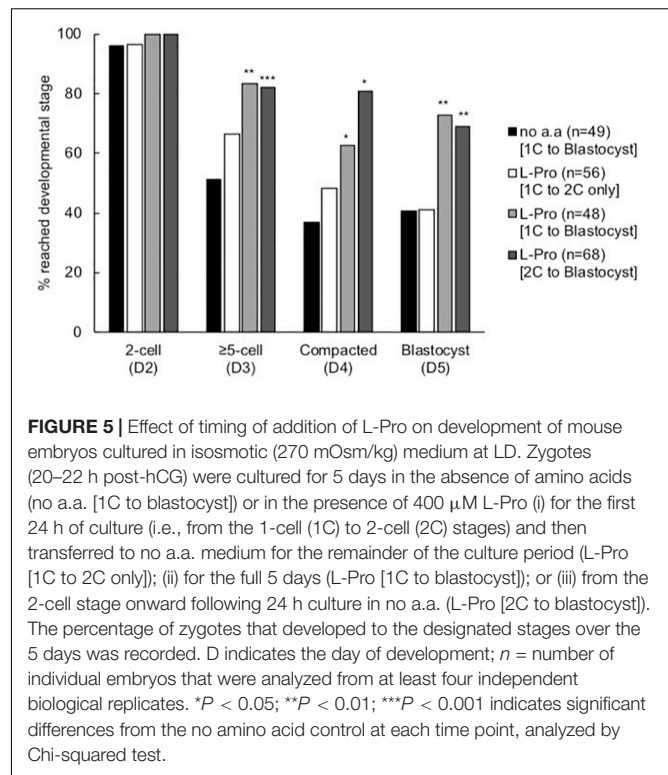 100
80
60
40
20
0
% reached developmental stage
**
***
*
*
**
**
2-cell
(D2)
≥5-cell
(D3)
Compacted
(D4)
Blastocyst
(D5)
no a.a (n=49)
[1C to Blastocyst]
L-Pro (n=56)
[1C to 2C only]
L-Pro (n=48)
[1C to Blastocyst]
L-Pro (n=68)
[2C to Blastocyst]
FIGURE 5 | Effect of timing of addition of L-Pro on development of mouse
embryos cultured in isosmotic (270 mOsm/kg) medium at LD. Zygotes
(20–22 h post-hCG) were cultured for 5 days in the absence of amino acids
(no a.a. [1C to blastocyst]) or in the presence of 400 μM L-Pro (i) for the first
24 h of culture (i.e., from the 1-cell (1C) to 2-cell (2C) stages) and then
transferred to no a.a. medium for the remainder of the culture period (L-Pro
[1C to 2C only]); (ii) for the full 5 days (L-Pro [1C to blastocyst]); or (iii) from the
2-cell stage onward following 24 h culture in no a.a. (L-Pro [2C to blastocyst]).
The percentage of zygotes that developed to the designated stages over the
5 days was recorded. D indicates the day of development; n = number of
individual embryos that were analyzed from at least four independent
biological replicates. *P < 0.05; **P < 0.01; ***P < 0.001 indicates significant
differences from the no amino acid control at each time point, analyzed by
Chi-squared test.